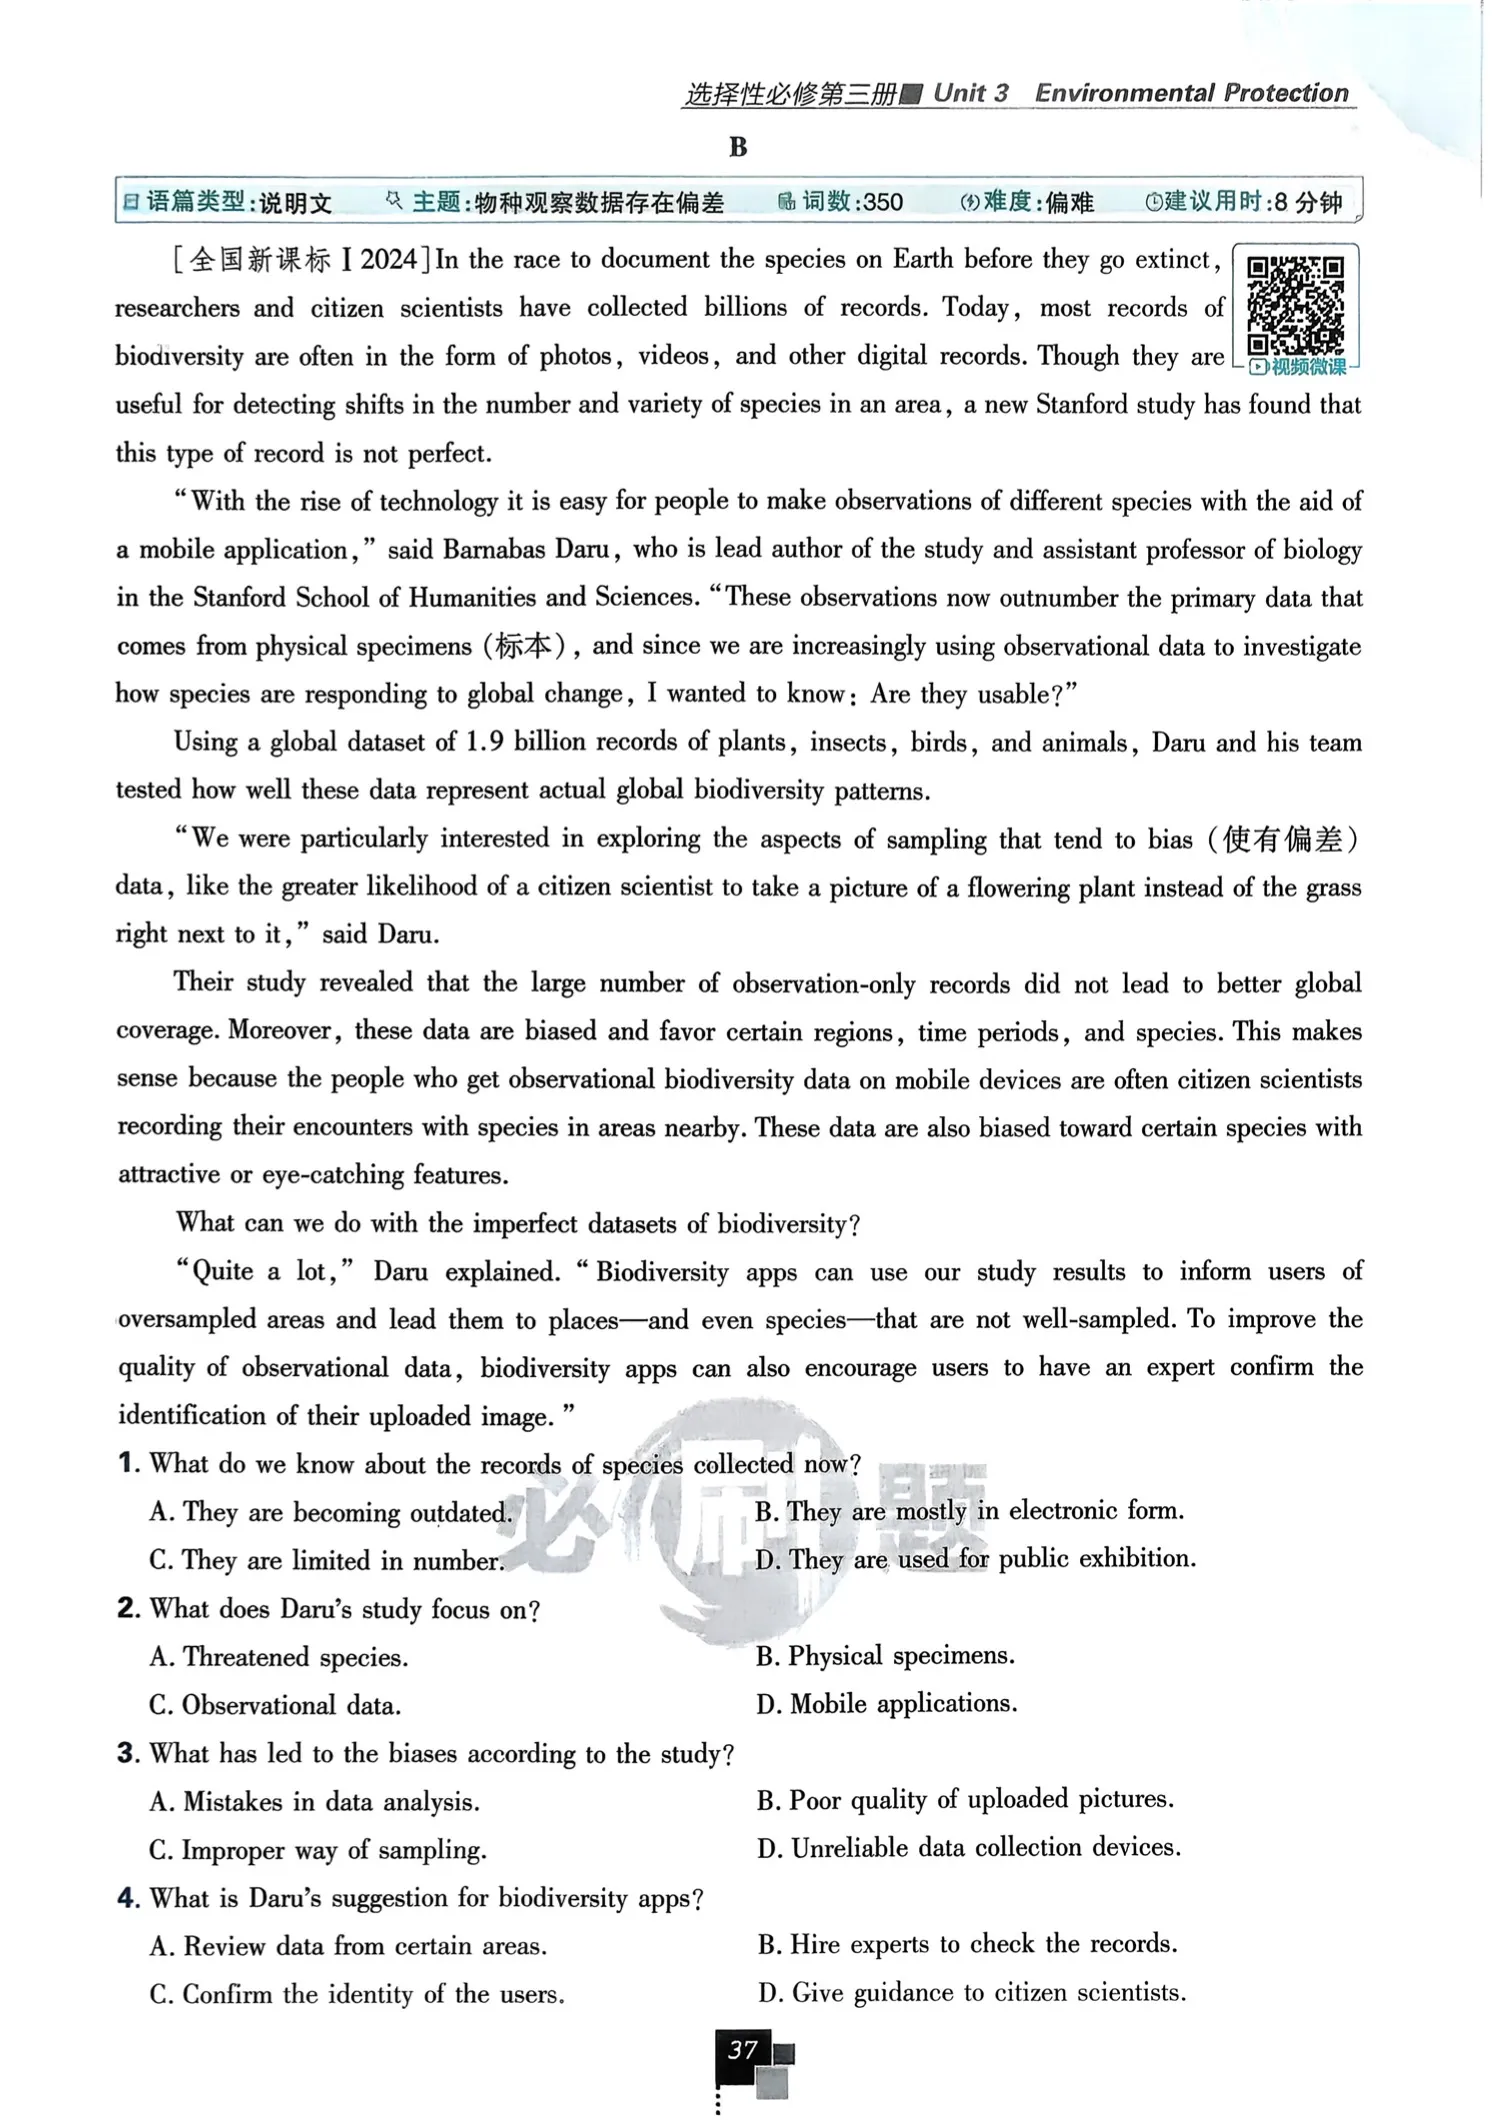 选择性必修第三册 Unit 3 Environmental Protection
B
语篇类型:说明文 主题:物种观察数据存在偏差 词数:350 难度:偏难 建议用时:8 分钟
[全国新课标 I 2024]In the race to document the species on Earth before they go extinct,
researchers and citizen scientists have collected billions of records. Today, most records of
biodiversity are often in the form of photos, videos, and other digital records. Though they are
视频微课
useful for detecting shifts in the number and variety of species in an area, a new Stanford study has found that
this type of record is not perfect.
“With the rise of technology it is easy for people to make observations of different species with the aid of
a mobile application,” said Barnabas Daru, who is lead author of the study and assistant professor of biology
in the Stanford School of Humanities and Sciences. “These observations now outnumber the primary data that
comes from physical specimens (标本), and since we are increasingly using observational data to investigate
how species are responding to global change, I wanted to know: Are they usable?”
Using a global dataset of 1.9 billion records of plants, insects, birds, and animals, Daru and his team
tested how well these data represent actual global biodiversity patterns.
“We were particularly interested in exploring the aspects of sampling that tend to bias (使有偏差)
data, like the greater likelihood of a citizen scientist to take a picture of a flowering plant instead of the grass
right next to it,” said Daru.
Their study revealed that the large number of observation-only records did not lead to better global
coverage. Moreover, these data are biased and favor certain regions, time periods, and species. This makes
sense because the people who get observational biodiversity data on mobile devices are often citizen scientists
recording their encounters with species in areas nearby. These data are also biased toward certain species with
attractive or eye-catching features.
What can we do with the imperfect datasets of biodiversity?
“Quite a lot,” Daru explained. “Biodiversity apps can use our study results to inform users of
oversampled areas and lead them to places—and even species—that are not well-sampled. To improve the
quality of observational data, biodiversity apps can also encourage users to have an expert confirm the
identification of their uploaded image.”
1. What do we know about the records of species collected now?
A. They are becoming outdated. B. They are mostly in electronic form.
C. They are limited in number. D. They are used for public exhibition.
必刷题
2. What does Daru's study focus on?
A. Threatened species. B. Physical specimens.
C. Observational data. D. Mobile applications.
3. What has led to the biases according to the study?
A. Mistakes in data analysis. B. Poor quality of uploaded pictures.
C. Improper way of sampling. D. Unreliable data collection devices.
4. What is Daru's suggestion for biodiversity apps?
A. Review data from certain areas. B. Hire experts to check the records.
C. Confirm the identity of the users. D. Give guidance to citizen scientists.
37